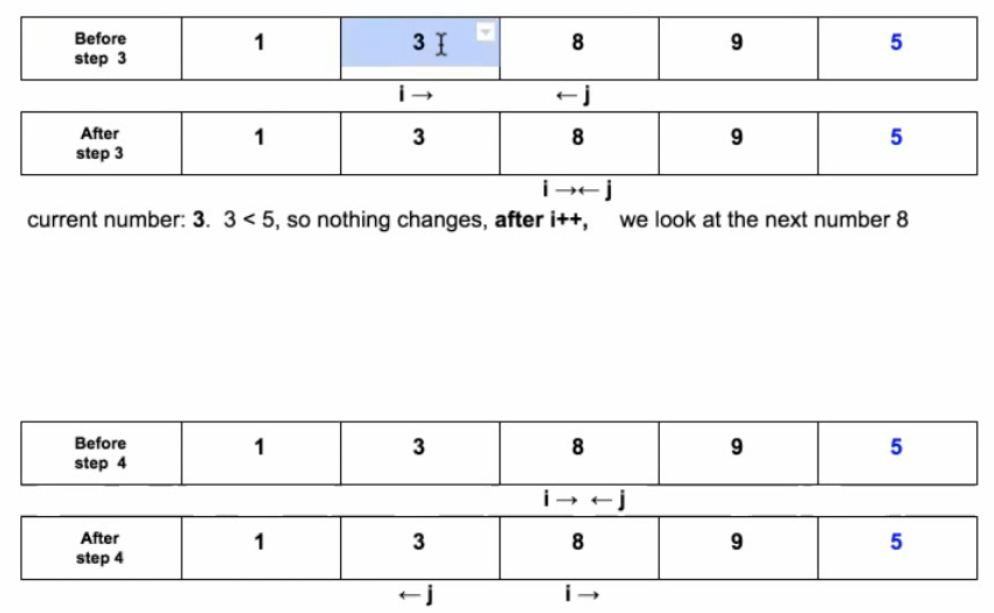 Before step 3 1 3 8 9 5
i → ← j
After step 3 1 3 8 9 5
i →← j
current number: 3. 3 < 5, so nothing changes, after i++, we look at the next number 8
Before step 4 1 3 8 9 5
i → ← j
After step 4 1 3 8 9 5
← j i →